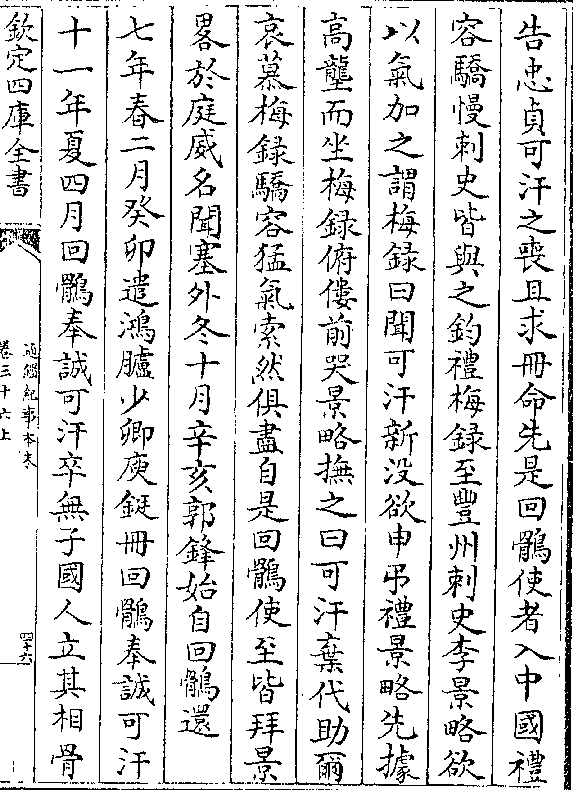 告忠貞可汗之喪且求冊命先是回鶻使者入中國禮
容驕慢刺史皆與之鈞禮梅録至豐州刺史李景略欲
以氣加之謂梅録曰聞可汗新没欲申弔禮景略先據
高壟而坐梅録俯僂前哭景略撫之曰可汗棄代助爾
哀慕梅録驕容猛氣索然俱盡自是回鶻使至皆拜景
畧於庭威名聞塞外冬十月辛亥郭鋒始自回鶻還
七年春二月癸卯遣鴻臚少卿庾鋋冊回鶻奉誠可汗
十一年夏四月回鶻奉誠可汗卒無子國人立其相骨
欽定四庫全書
通鑑紀事本末
卷三十六上
四十六